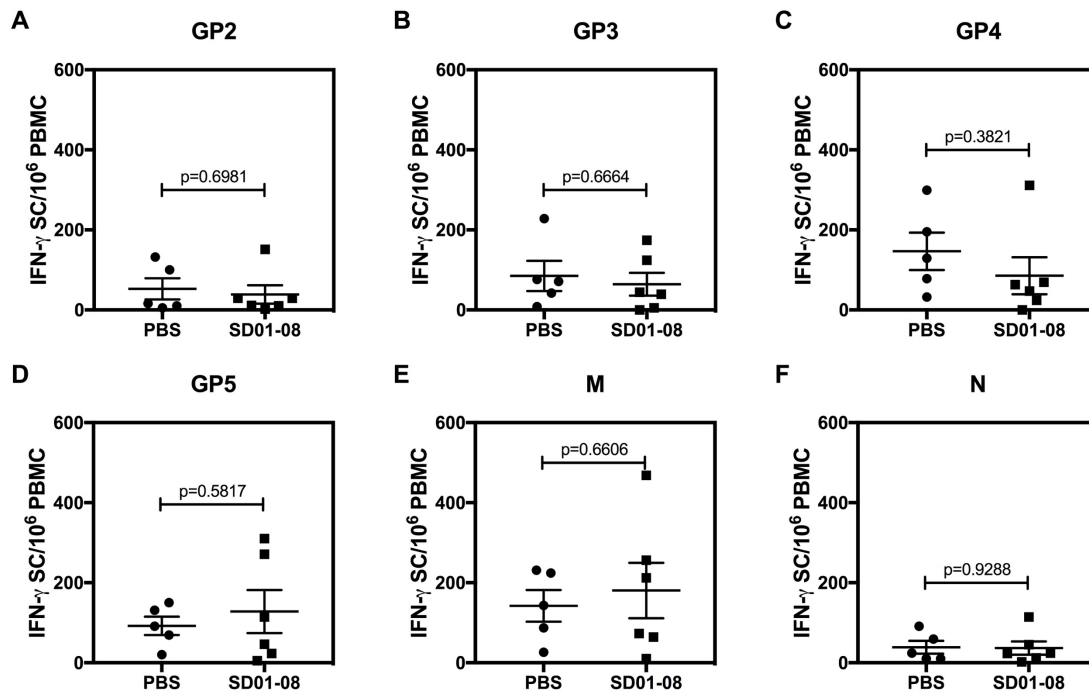 A
GP2
IFN-γ SC/10⁶ PBMC
600
400
200
0
p=0.6981
PBS
SD01-08
B
GP3
IFN-γ SC/10⁶ PBMC
600
400
200
0
p=0.6664
PBS
SD01-08
C
GP4
IFN-γ SC/10⁶ PBMC
600
400
200
0
p=0.3821
PBS
SD01-08
D
GP5
IFN-γ SC/10⁶ PBMC
600
400
200
0
p=0.5817
PBS
SD01-08
E
M
IFN-γ SC/10⁶ PBMC
600
400
200
0
p=0.6606
PBS
SD01-08
F
N
IFN-γ SC/10⁶ PBMC
600
400
200
0
p=0.9288
PBS
SD01-08